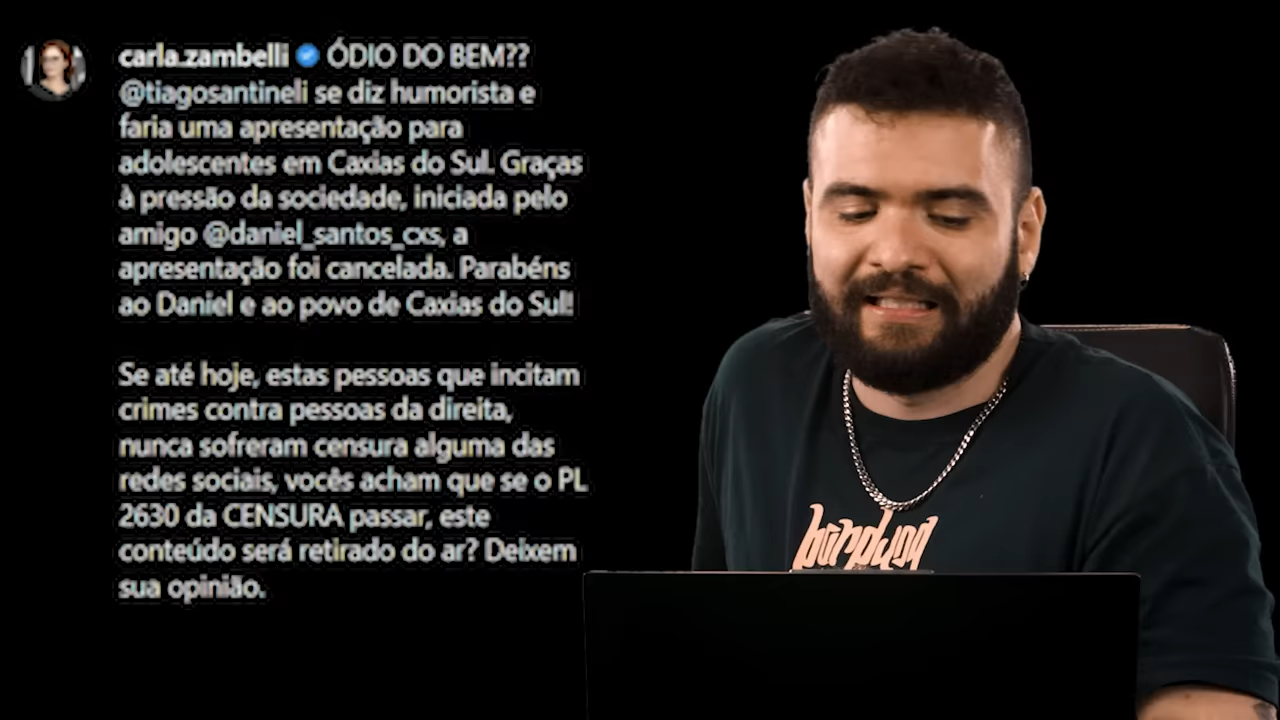 carla.zambelli ÓDIO DO BEM??
@tiagosantineli se diz humorista e
faria uma apresentação para
adolescentes em Caxias do Sul. Graças
à pressão da sociedade, iniciada pelo
amigo @daniel_santos_cxs, a
apresentação foi cancelada. Parabéns
ao Daniel e ao povo de Caxias do Sul!
Se até hoje, estas pessoas que incitam
crimes contra pessoas da direita,
nunca sofreram censura alguma das
redes sociais, vocês acham que se o PL
2630 da CENSURA passar, este
conteúdo será retirado do ar? Deixem
sua opinião.